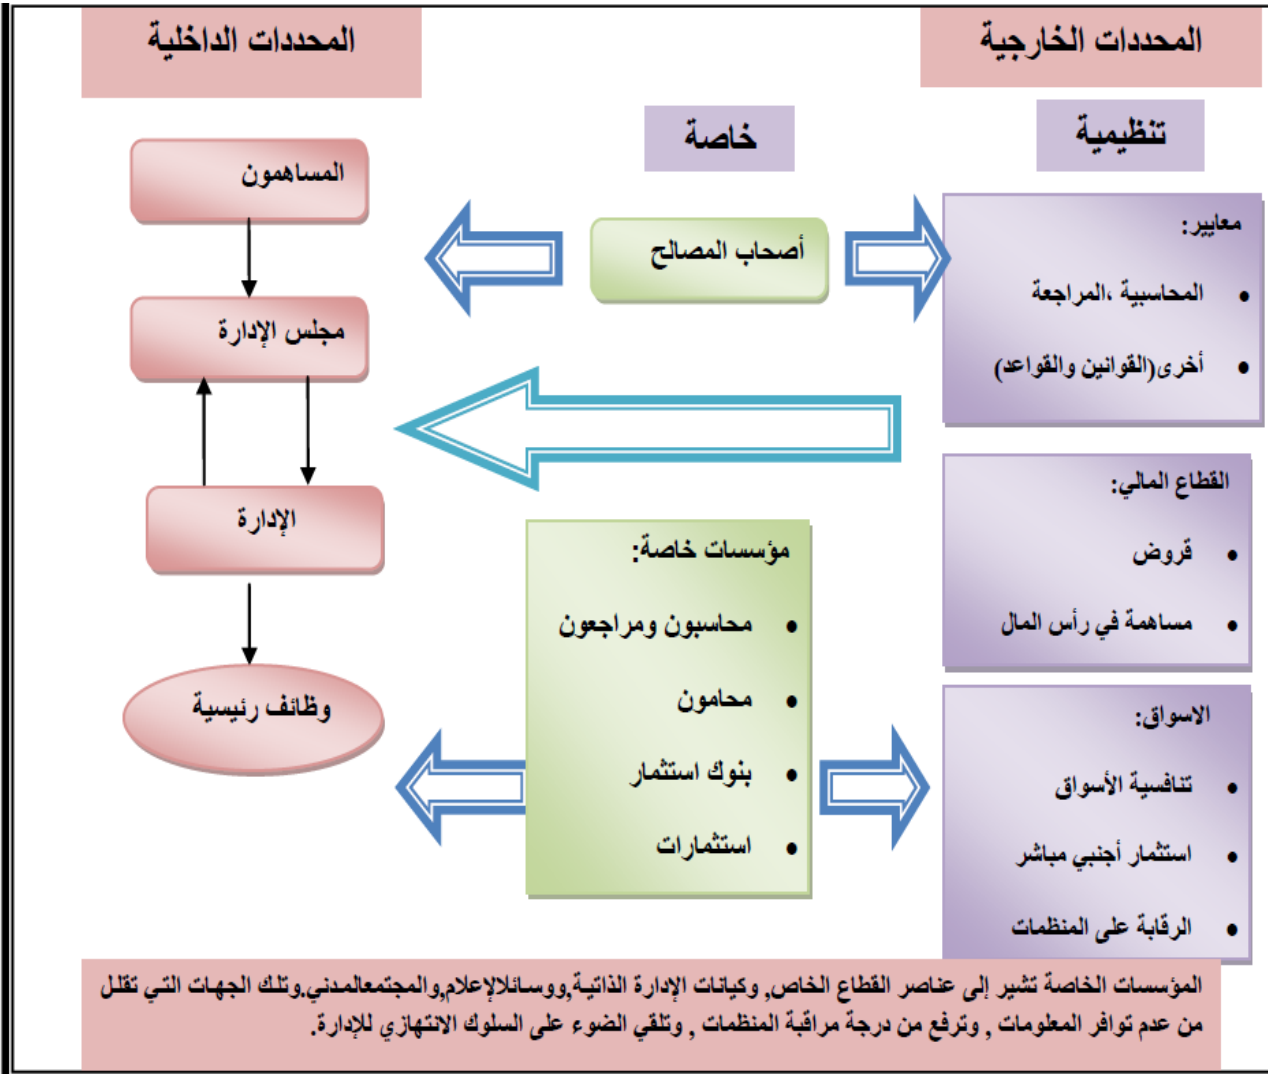 المحددات الخارجية
المحددات الداخلية
تنظيمية
خاصة
معايير:
• المحاسبية ،المراجعة
• أخرى(القوانين والقواعد)
القطاع المالي:
• قروض
• مساهمة في رأس المال
الاسواق:
• تنافسية الأسواق
• استثمار أجنبي مباشر
• الرقابة على المنظمات
أصحاب المصالح
مؤسسات خاصة:
• محاسبون ومراجعون
• محامون
• بنوك استثمار
• استثمارات
المساهمون
مجلس الإدارة
الإدارة
وظائف رئيسية
المؤسسات الخاصة تشير إلى عناصر القطاع الخاص, وكيانات الإدارة الذاتية,ووسائلالإعلام,والمجتمعالمدني.وتلك الجهات التي تقلل
من عدم توافر المعلومات , وترفع من درجة مراقبة المنظمات , وتلقي الضوء على السلوك الانتهازي للإدارة.